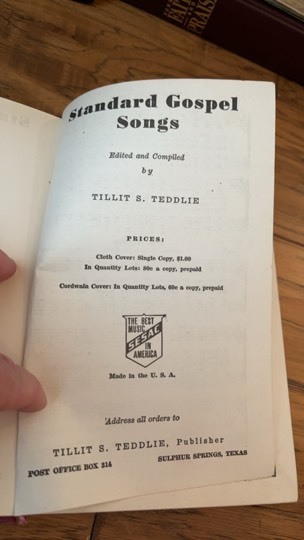 Standard Gospel
Songs
Edited and Compiled
by
TILLIT S. TEDDLIE
PRICES:
Cloth Cover: Single Copy, $1.00
In Quantity Lots: 80c a copy, prepaid
Cordwain Cover: In Quantity Lots, 60c a copy, prepaid
THE BEST
MUSIC
SESAC
IN
AMERICA
Made in the U. S. A.
Address all orders to
TILLIT S. TEDDLIE, Publisher
POST OFFICE BOX 214 SULPHUR SPRINGS, TEXAS
PRAISE